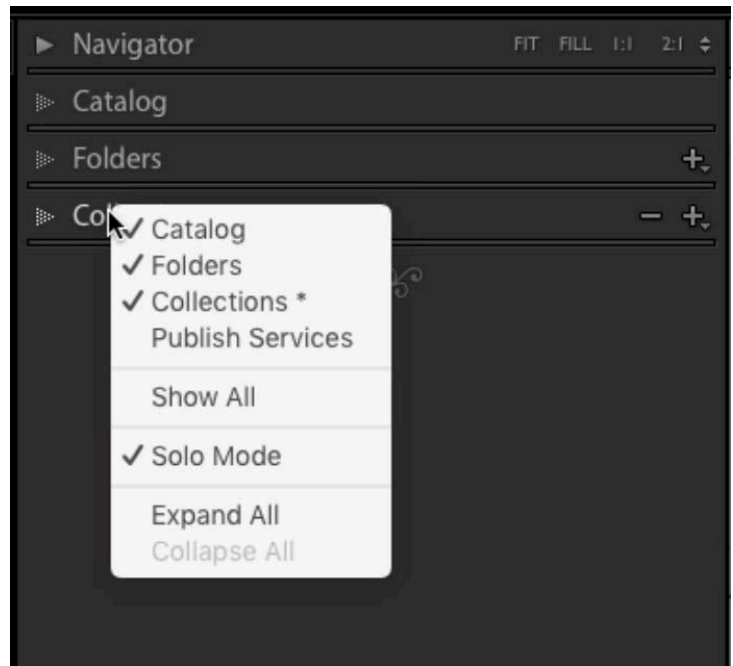 Navigator FIT FILL 1:1 2:1
Catalog
Folders
Col
Catalog
Folders
Collections *
Publish Services
Show All
Solo Mode
Expand All
Collapse All